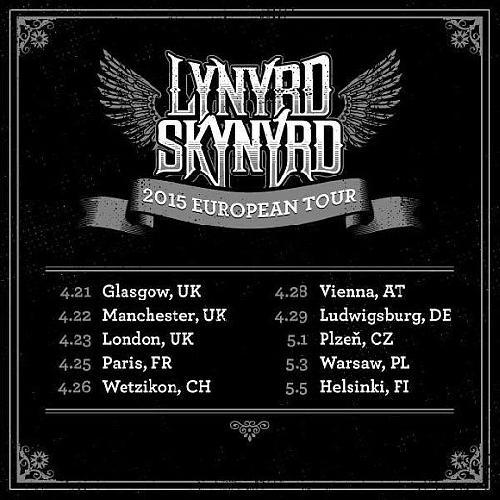 LYNYRD
SKYNYRD
2015 EUROPEAN TOUR
4.21 Glasgow, UK
4.22 Manchester, UK
4.23 London, UK
4.25 Paris, FR
4.26 Wetzikon, CH
4.28 Vienna, AT
4.29 Ludwigsburg, DE
5.1 Plzeň, CZ
5.3 Warsaw, PL
5.5 Helsinki, FI